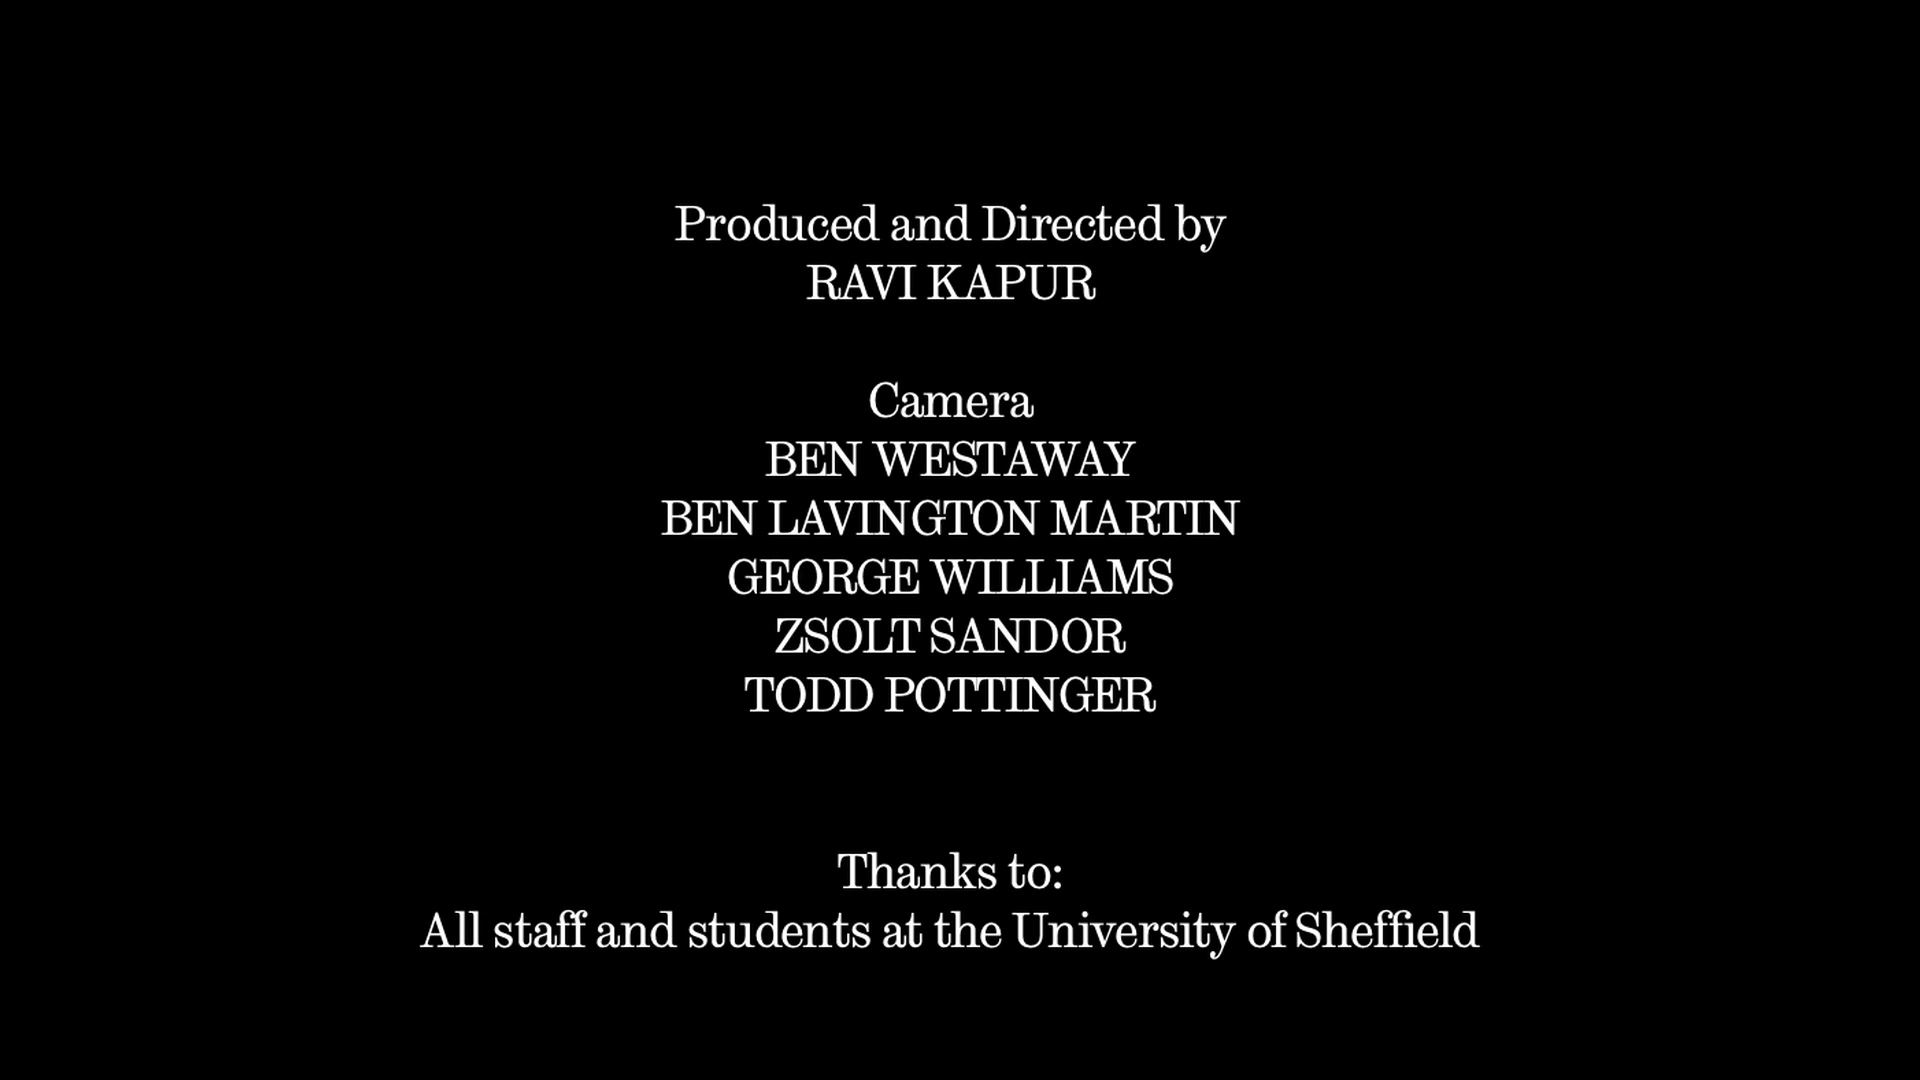 Produced and Directed by
RAVI KAPUR
Camera
BEN WESTAWAY
BEN LAVINGTON MARTIN
GEORGE WILLIAMS
ZSOLT SANDOR
TODD POTTINGER
Thanks to:
All staff and students at the University of Sheffield